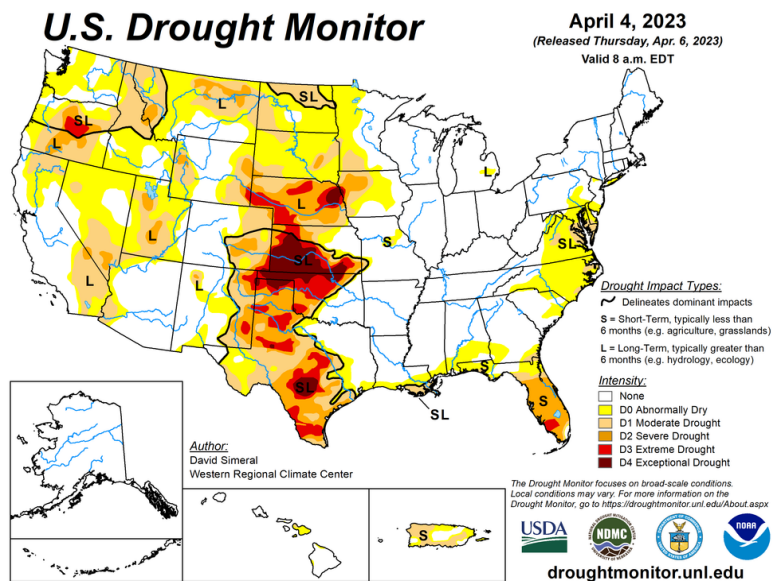 U.S. Drought Monitor
April 4, 2023
(Released Thursday, Apr. 6, 2023)
Valid 8 a.m. EDT
SL
L
SL
L
L
L
L
L
L
SL
S
SL
SL
SL
S
S
L
SL
Drought Impact Types:
Delineates dominant impacts
S = Short-Term, typically less than
6 months (e.g. agriculture, grasslands)
L = Long-Term, typically greater than
6 months (e.g. hydrology, ecology)
Intensity:
None
D0 Abnormally Dry
D1 Moderate Drought
D2 Severe Drought
D3 Extreme Drought
D4 Exceptional Drought
Author:
David Simeral
Western Regional Climate Center
S
The Drought Monitor focuses on broad-scale conditions.
Local conditions may vary. For more information on the
Drought Monitor, go to https://droughtmonitor.unl.edu/About.aspx
USDA
NDMC
NOAA
droughtmonitor.unl.edu